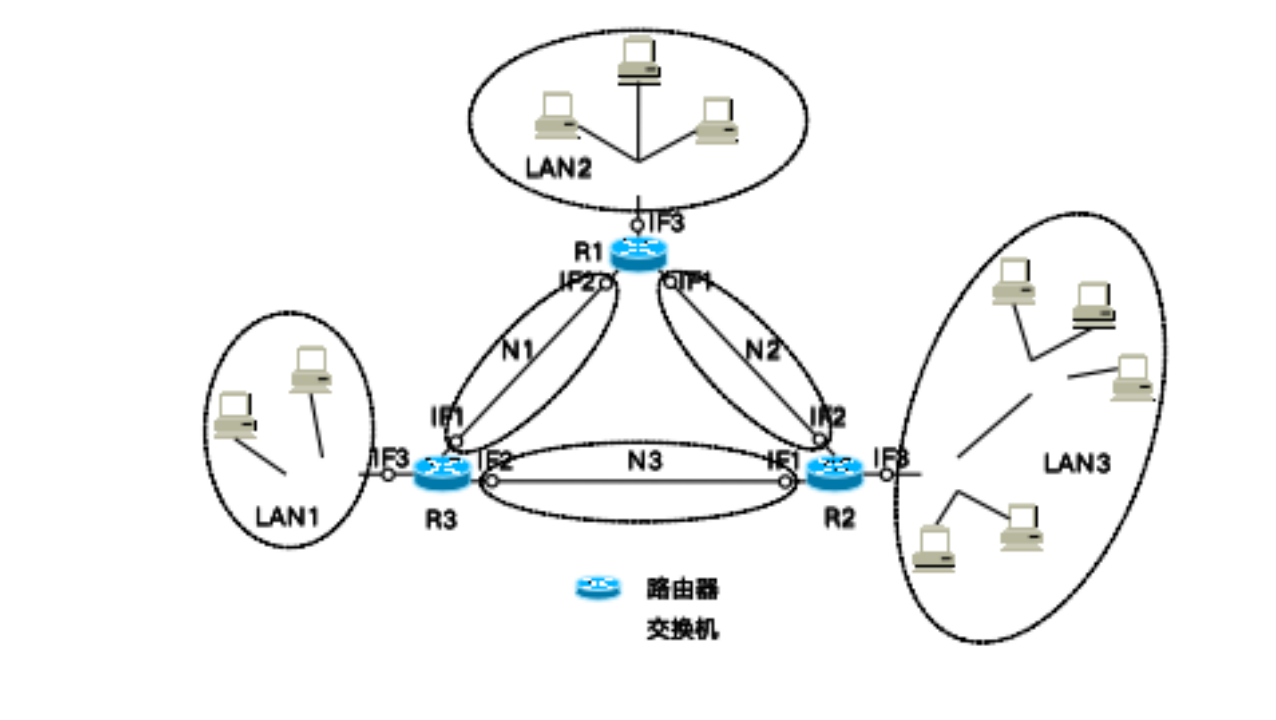 LAN2
IF3
R1
IF2
IF1
N1
N2
IF1
IF2
IF3
IF2
N3
IF1
IF3
LAN3
LAN1
R3
R2
路由器
交换机